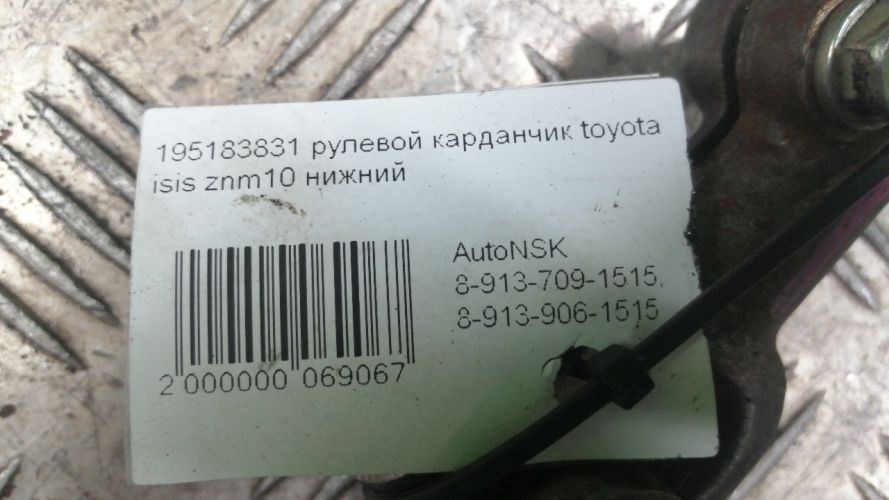 195183831 рулевой карданчик toyota
isis znm10 нижний
AutoNSK
8-913-709-1515,
8-913-906-1515
2 000000 069067